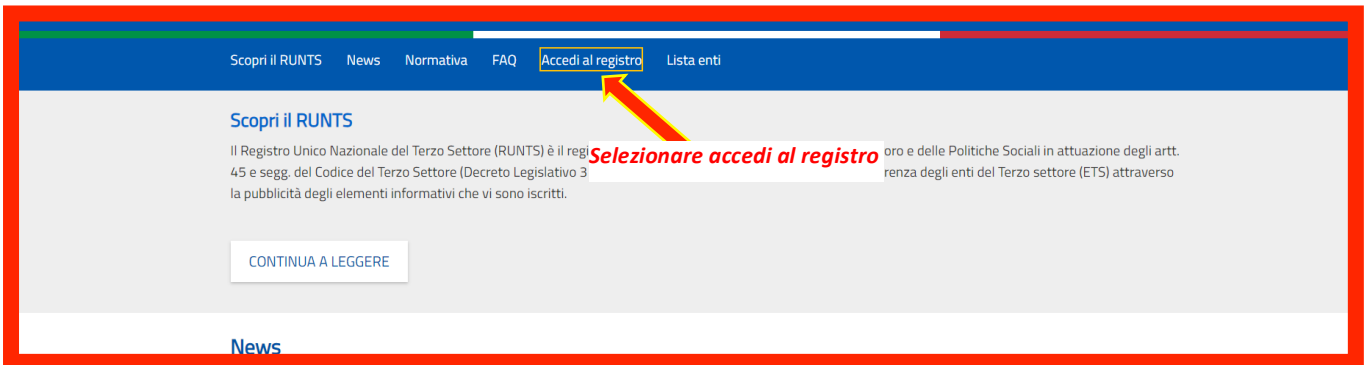 Scopri il RUNTS News Normativa FAQ Accedi al registro Lista enti
Scopri il RUNTS
Il Registro Unico Nazionale del Terzo Settore (RUNTS) è il regi
Selezionare accedi al registro
oro e delle Politiche Sociali in attuazione degli artt.
45 e segg. del Codice del Terzo Settore (Decreto Legislativo 3
renza degli enti del Terzo settore (ETS) attraverso
la pubblicità degli elementi informativi che vi sono iscritti.
CONTINUA A LEGGERE
News